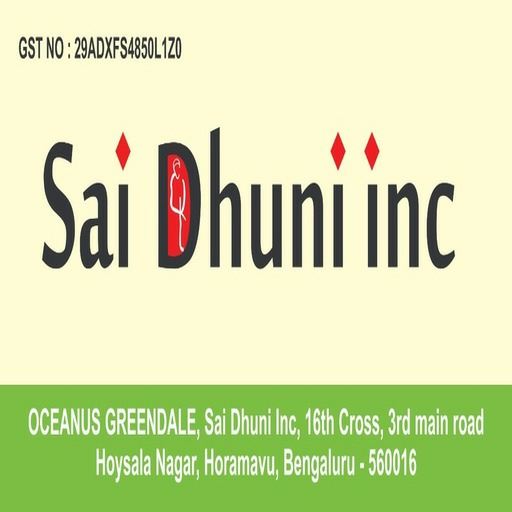 GST NO : 29ADXFS4850L1Z0
Sai Dhuni inc
OCEANUS GREENDALE, Sai Dhuni Inc, 16th Cross, 3rd main road
Hoysala Nagar, Horamavu, Bengaluru - 560016